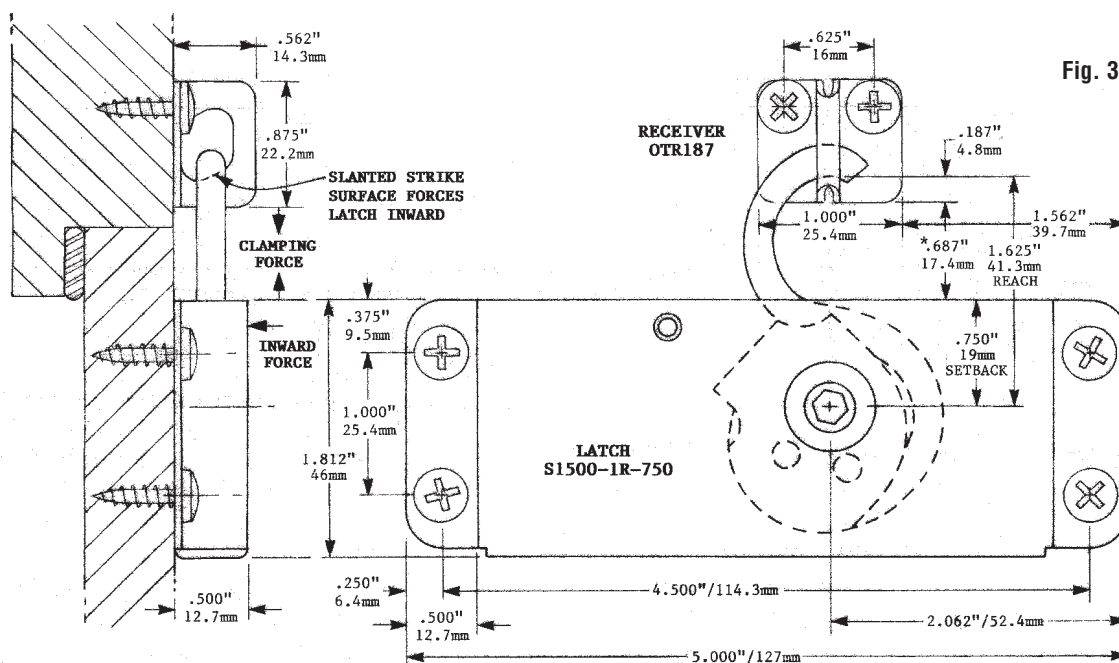 .562"
14.3mm
.625"
16mm
Fig. 3
.875"
22.2mm
RECEIVER
OTR187
.187"
4.8mm
SLANTED STRIKE
SURFACE FORCES
LATCH INWARD
1.000"
25.4mm
1.562"
39.7mm
CLAMPING
FORCE
*.687"
17.4mm
1.625"
41.3mm
REACH
.375"
9.5mm
INWARD
FORCE
.750"
19mm
SETBACK
1.000"
25.4mm
LATCH
S1500-1R-750
1.812"
46mm
.250"
6.4mm
4.500"/114.3mm
.500"
12.7mm
.500"
12.7mm
2.062"/52.4mm
5.000"/127mm